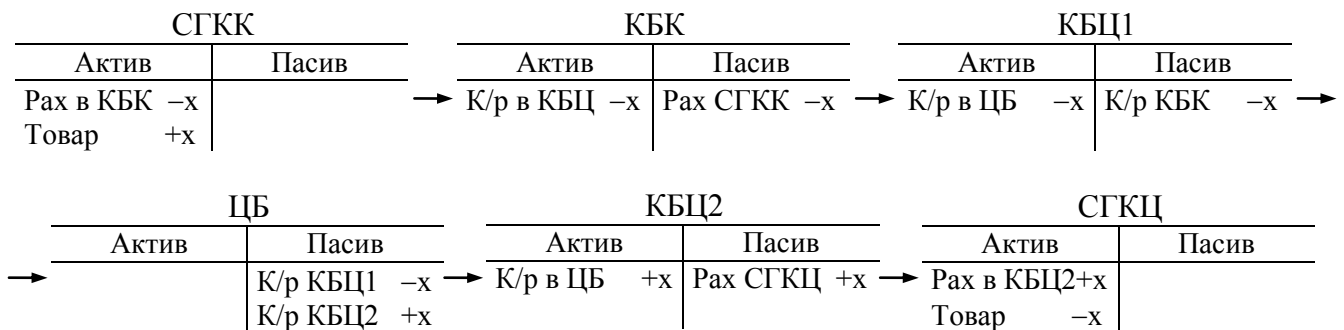 СГКК КБК КБЦ1
Актив Пасив Актив Пасив Актив Пасив
Рах в КБК –х К/р в КБЦ –х Рах СГКК –х К/р в ЦБ –х К/р КБК –х
Товар +х
ЦБ КБЦ2 СГКЦ
Актив Пасив Актив Пасив Актив Пасив
К/р КБЦ1 –х К/р в ЦБ +х Рах СГКЦ +х Рах в КБЦ2+х
К/р КБЦ2 +х Товар –х